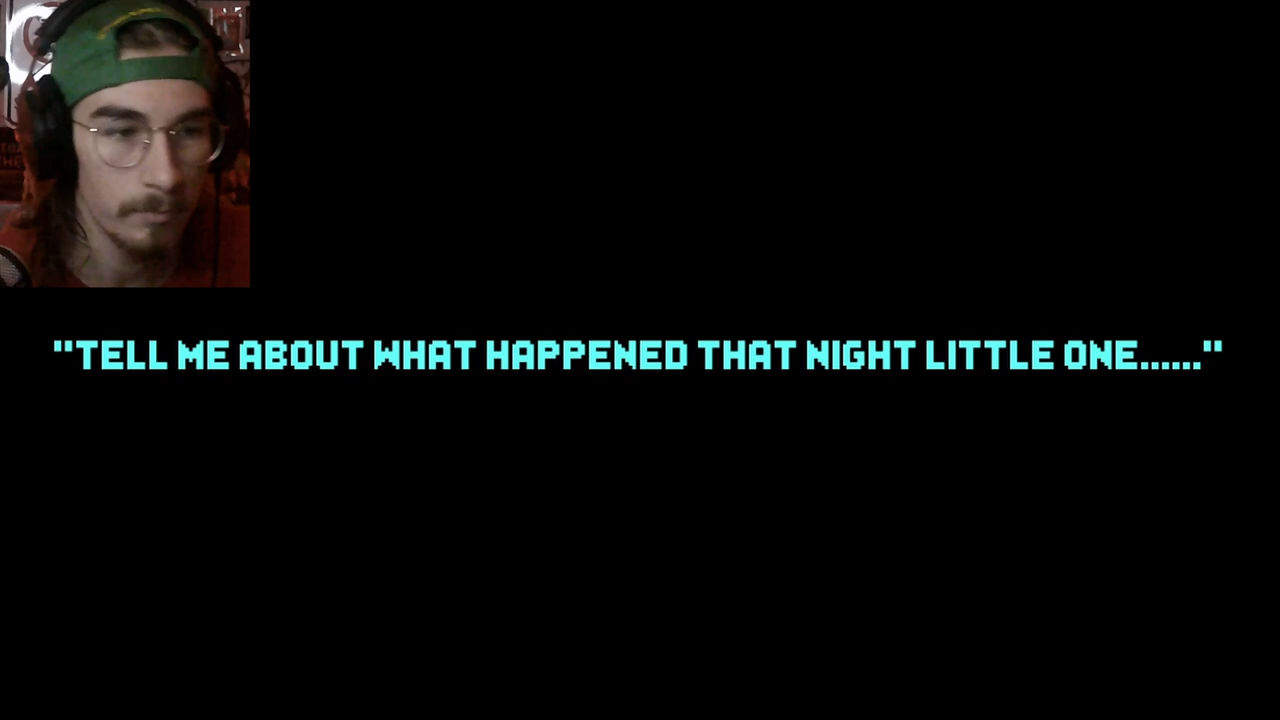 "TELL ME ABOUT WHAT HAPPENED THAT NIGHT LITTLE ONE......"